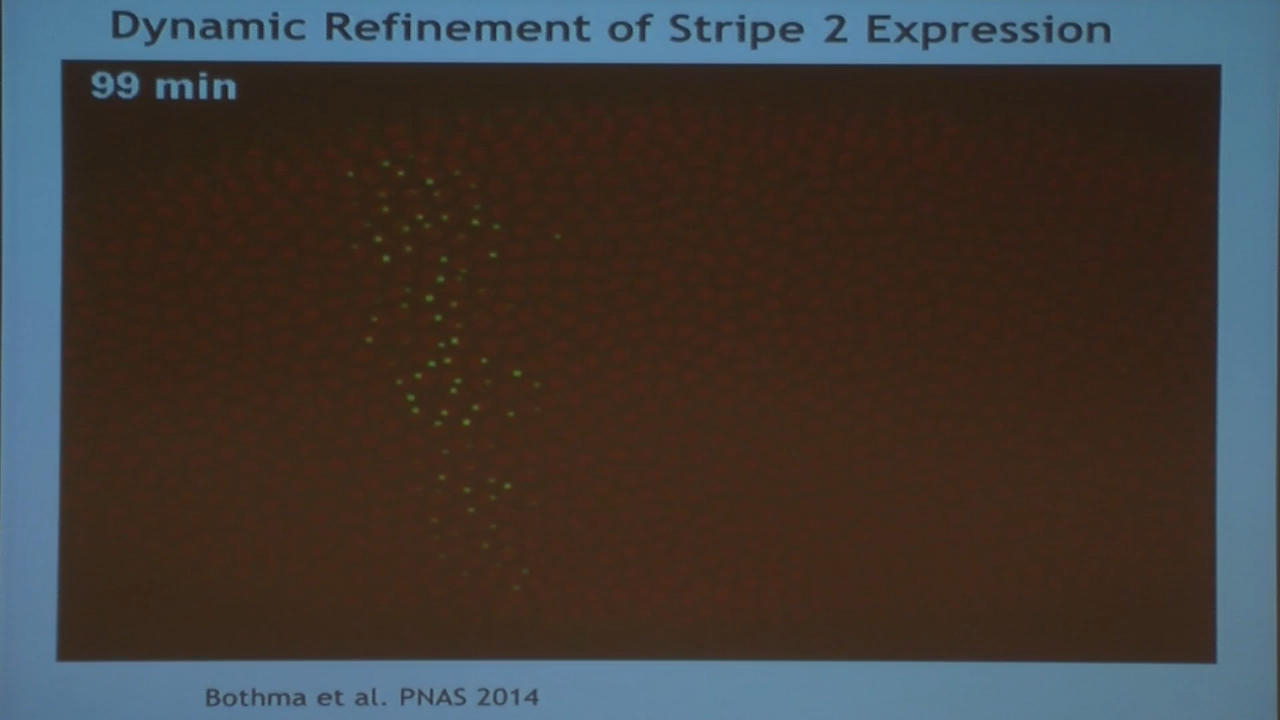 Dynamic Refinement of Stripe 2 Expression
99 min
Bothma et al. PNAS 2014